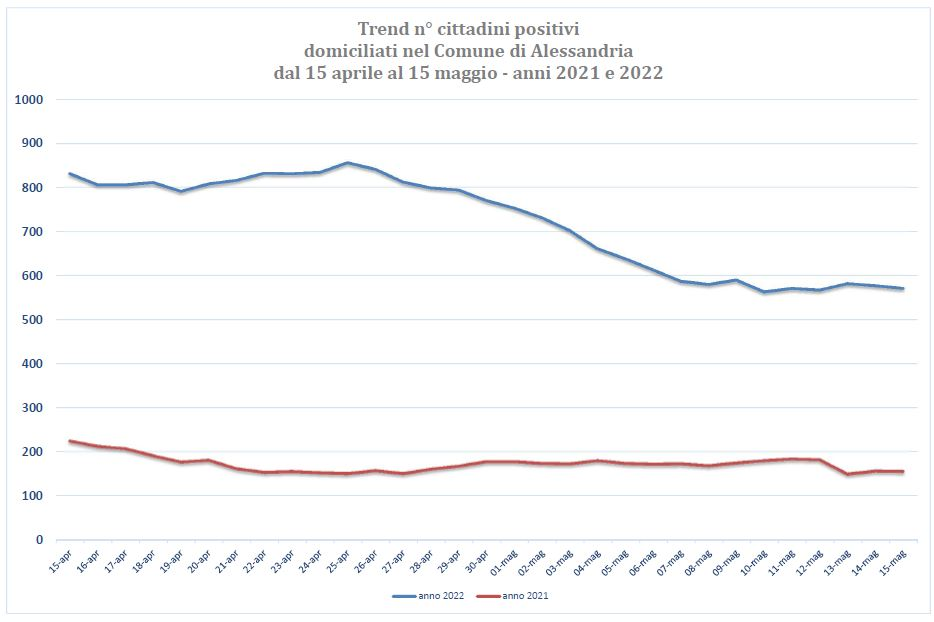 Trend n° cittadini positivi
domiciliati nel Comune di Alessandria
dal 15 aprile al 15 maggio - anni 2021 e 2022
1000
900
800
700
600
500
400
300
200
100
0
15-apr
16-apr
17-apr
18-apr
19-apr
20-apr
21-apr
22-apr
23-apr
24-apr
25-apr
26-apr
27-apr
28-apr
29-apr
30-apr
01-mag
02-mag
03-mag
04-mag
05-mag
06-mag
07-mag
08-mag
09-mag
10-mag
11-mag
12-mag
13-mag
14-mag
15-mag
anno 2022 anno 2021